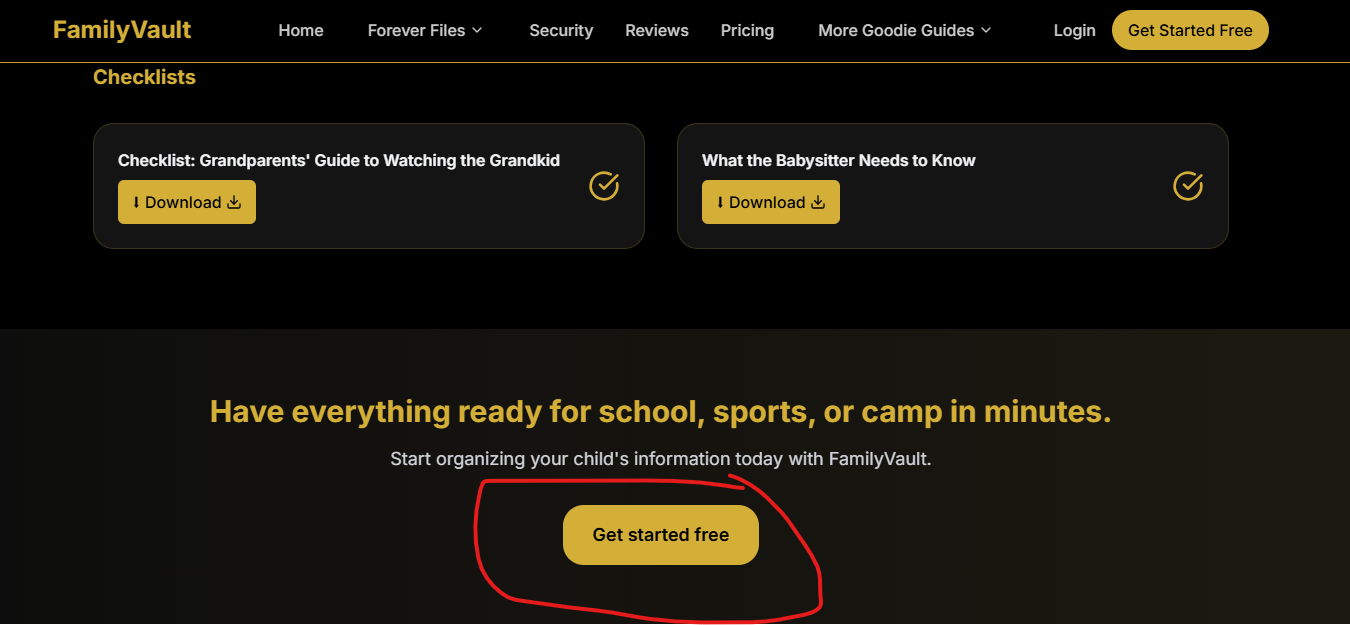 FamilyVault Home Forever Files Security Reviews Pricing More Goodie Guides Login Get Started Free
Checklists
Checklist: Grandparents' Guide to Watching the Grandkid
⬇ Download
What the Babysitter Needs to Know
⬇ Download
Have everything ready for school, sports, or camp in minutes.
Start organizing your child's information today with FamilyVault.
Get started free